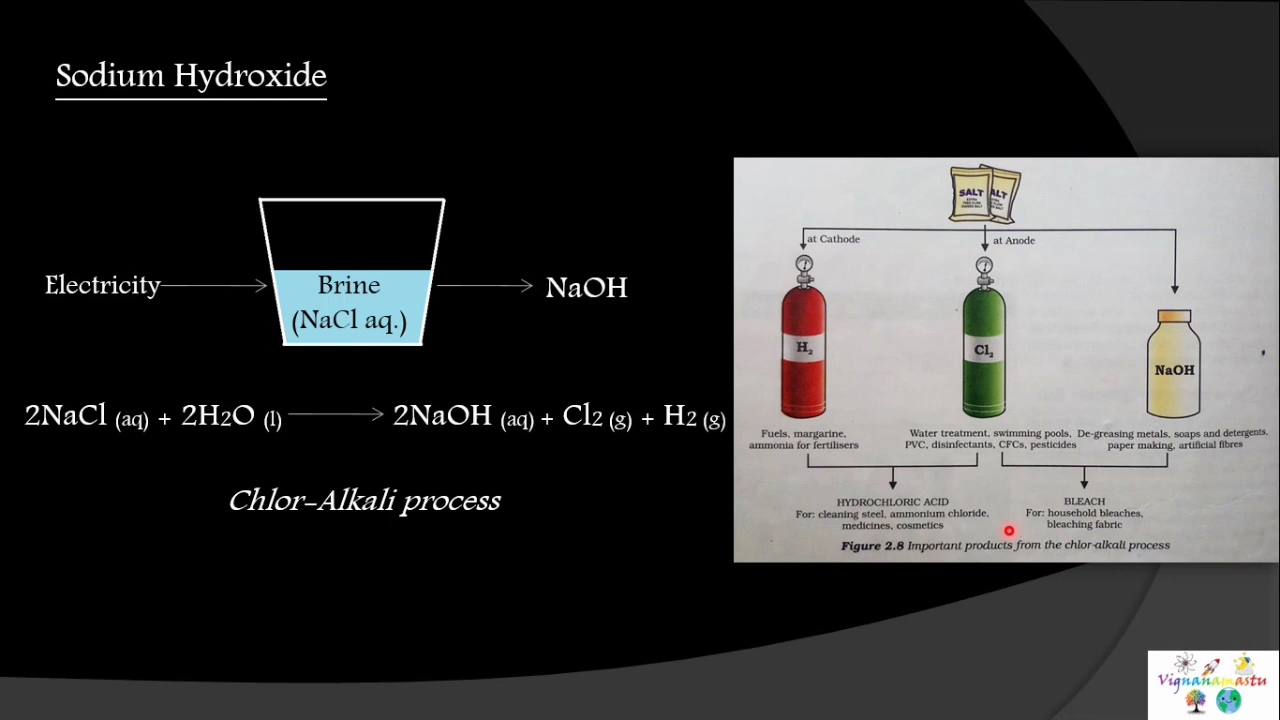 Sodium Hydroxide
Electricity
Brine
(NaCl aq.)
NaOH
2NaCl (aq) + 2H2O (l) → 2NaOH (aq) + Cl2 (g) + H2 (g)
Chlor-Alkali process
SALT
EXTRA
SALT
at Cathode
at Anode
H₂
Cl₂
NaOH
Fuels, margarine,
ammonia for fertilisers
Water treatment, swimming pools,
PVC, disinfectants, CFCs, pesticides
De-greasing metals, soaps and detergents,
paper making, artificial fibres
HYDROCHLORIC ACID
For: cleaning steel, ammonium chloride,
medicines, cosmetics
BLEACH
For: household bleaches,
bleaching fabric
Figure 2.8 Important products from the chlor-alkali process
Vignanamastu